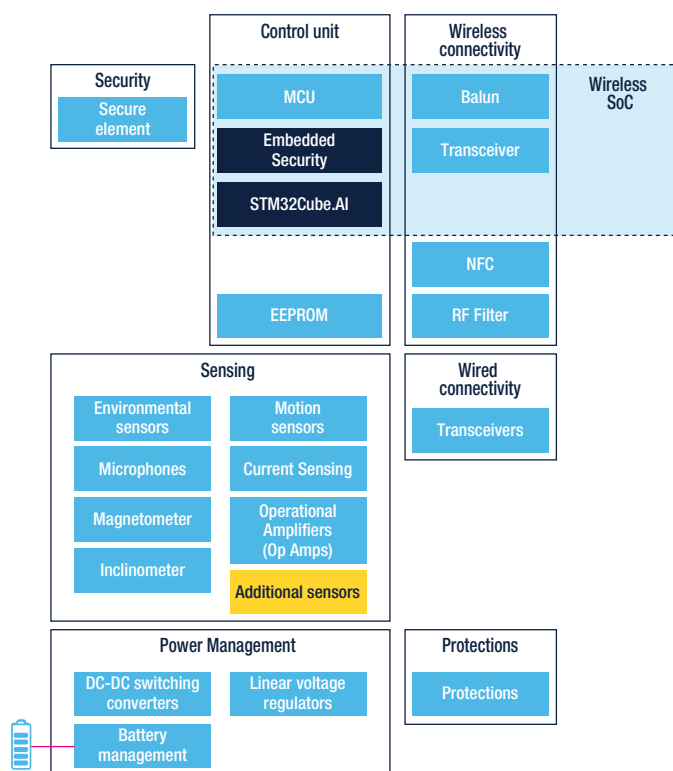 Control unit
Wireless
connectivity
Security
Secure
element
MCU
Embedded
Security
STM32Cube.AI
EEPROM
Balun
Transceiver
NFC
RF Filter
Wireless
SoC
Sensing
Environmental
sensors
Motion
sensors
Microphones
Current Sensing
Magnetometer
Operational
Amplifiers
(Op Amps)
Inclinometer
Additional sensors
Wired
connectivity
Transceivers
Power Management
DC-DC switching
converters
Linear voltage
regulators
Battery
management
Protections
Protections